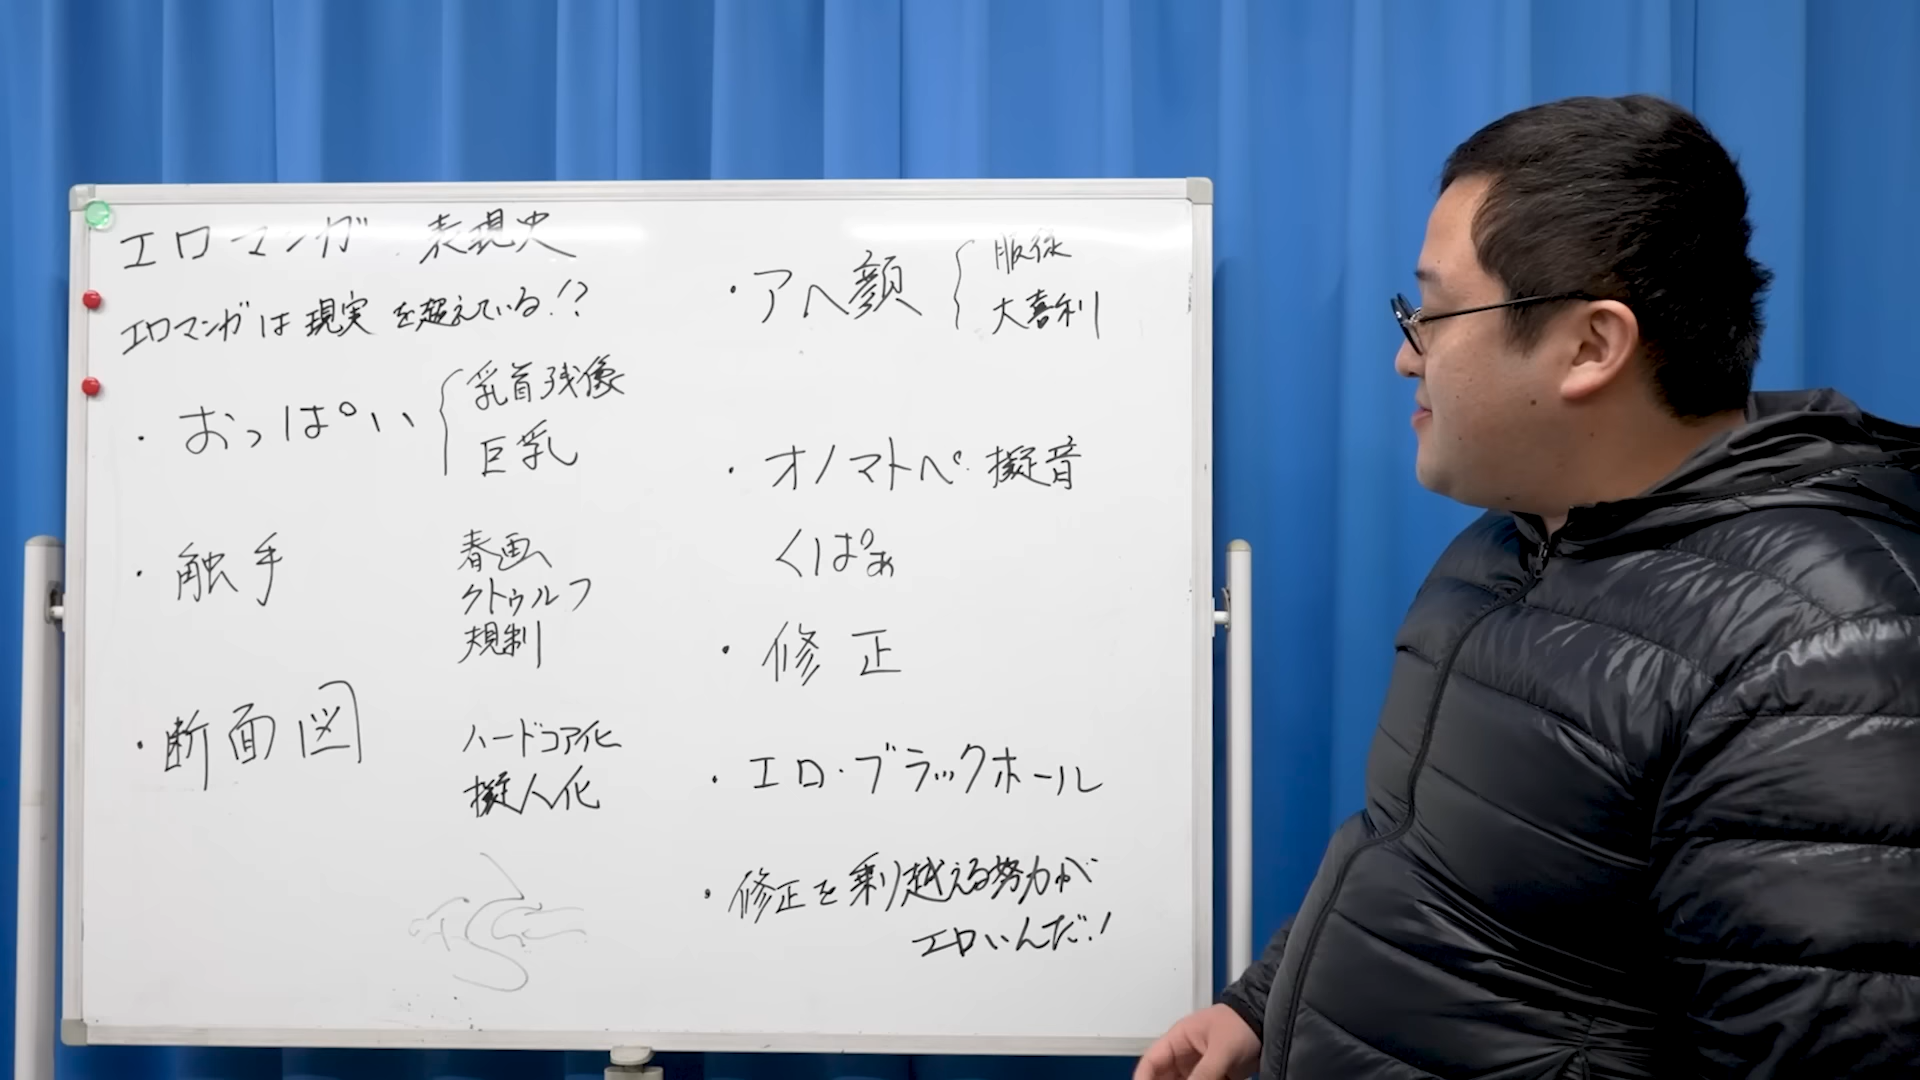 エロマンガ.表現史
エロマンガは現実を超えている!?
・おっぱい
乳首残像
巨乳
・触手
春画
クトゥルフ
規制
・断面図
ハードコア化
擬人化
・アヘ顔
服従
大喜利
・オノマトペ.擬音
くぱぁ
・修正
・エロ・ブラックホール
・修正を乗り越える努力が
エロいんだ!